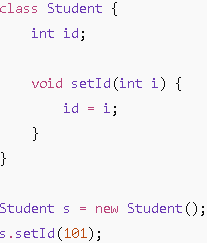 class Student {
    int id;

    void setId(int i) {
        id = i;
    }
}

Student s = new Student();
s.setId(101);